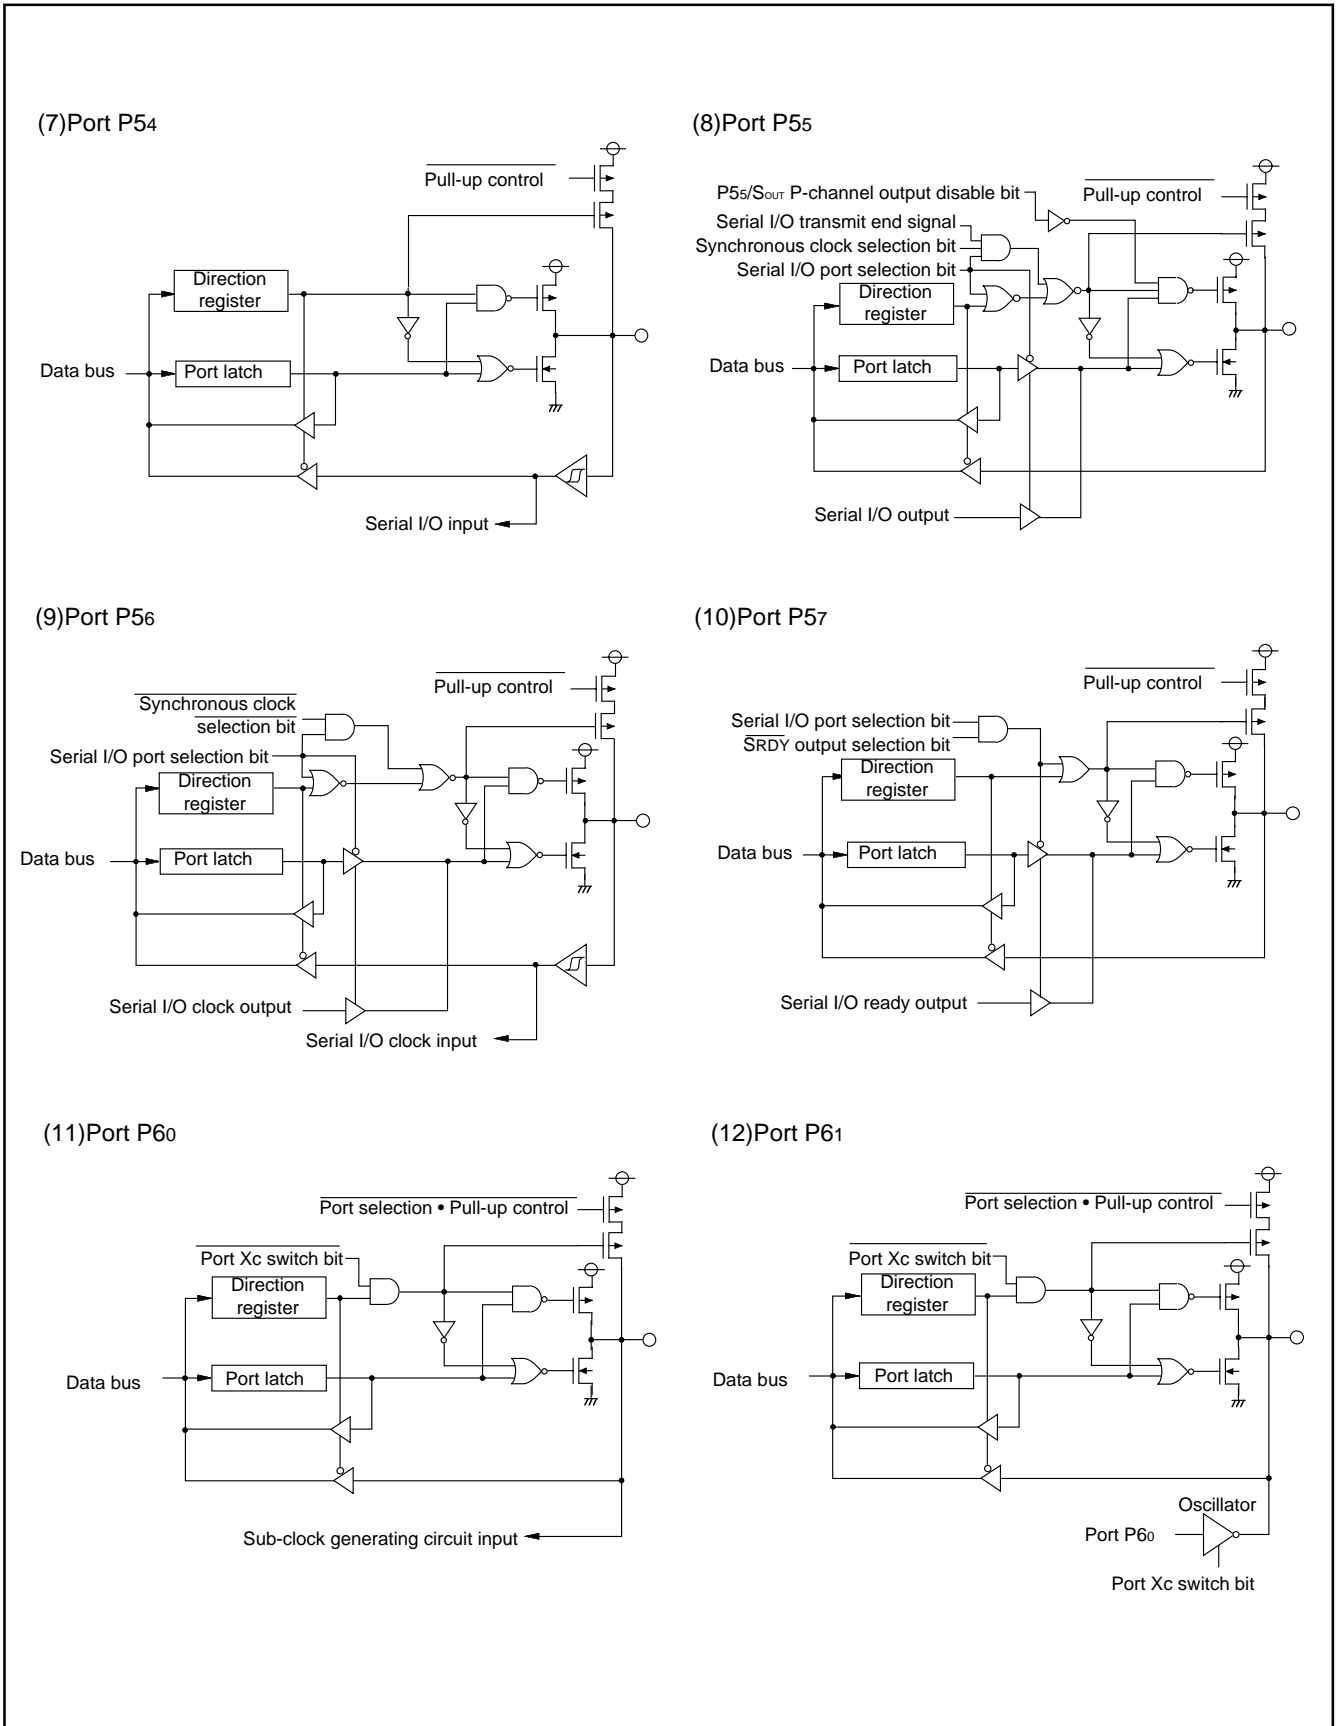 (7)Port P54
Pull-up control
Direction
register
Data bus
Port latch
Serial I/O input
(8)Port P55
P55/SOUT P-channel output disable bit
Pull-up control
Serial I/O transmit end signal
Synchronous clock selection bit
Serial I/O port selection bit
Direction
register
Data bus
Port latch
Serial I/O output
(9)Port P56
Pull-up control
Synchronous clock
selection bit
Serial I/O port selection bit
Direction
register
Data bus
Port latch
Serial I/O clock output
Serial I/O clock input
(10)Port P57
Pull-up control
Serial I/O port selection bit
SRDY output selection bit
Direction
register
Data bus
Port latch
Serial I/O ready output
(11)Port P60
Port selection • Pull-up control
Port Xc switch bit
Direction
register
Data bus
Port latch
Sub-clock generating circuit input
(12)Port P61
Port selection • Pull-up control
Port Xc switch bit
Direction
register
Data bus
Port latch
Oscillator
Port P60
Port Xc switch bit